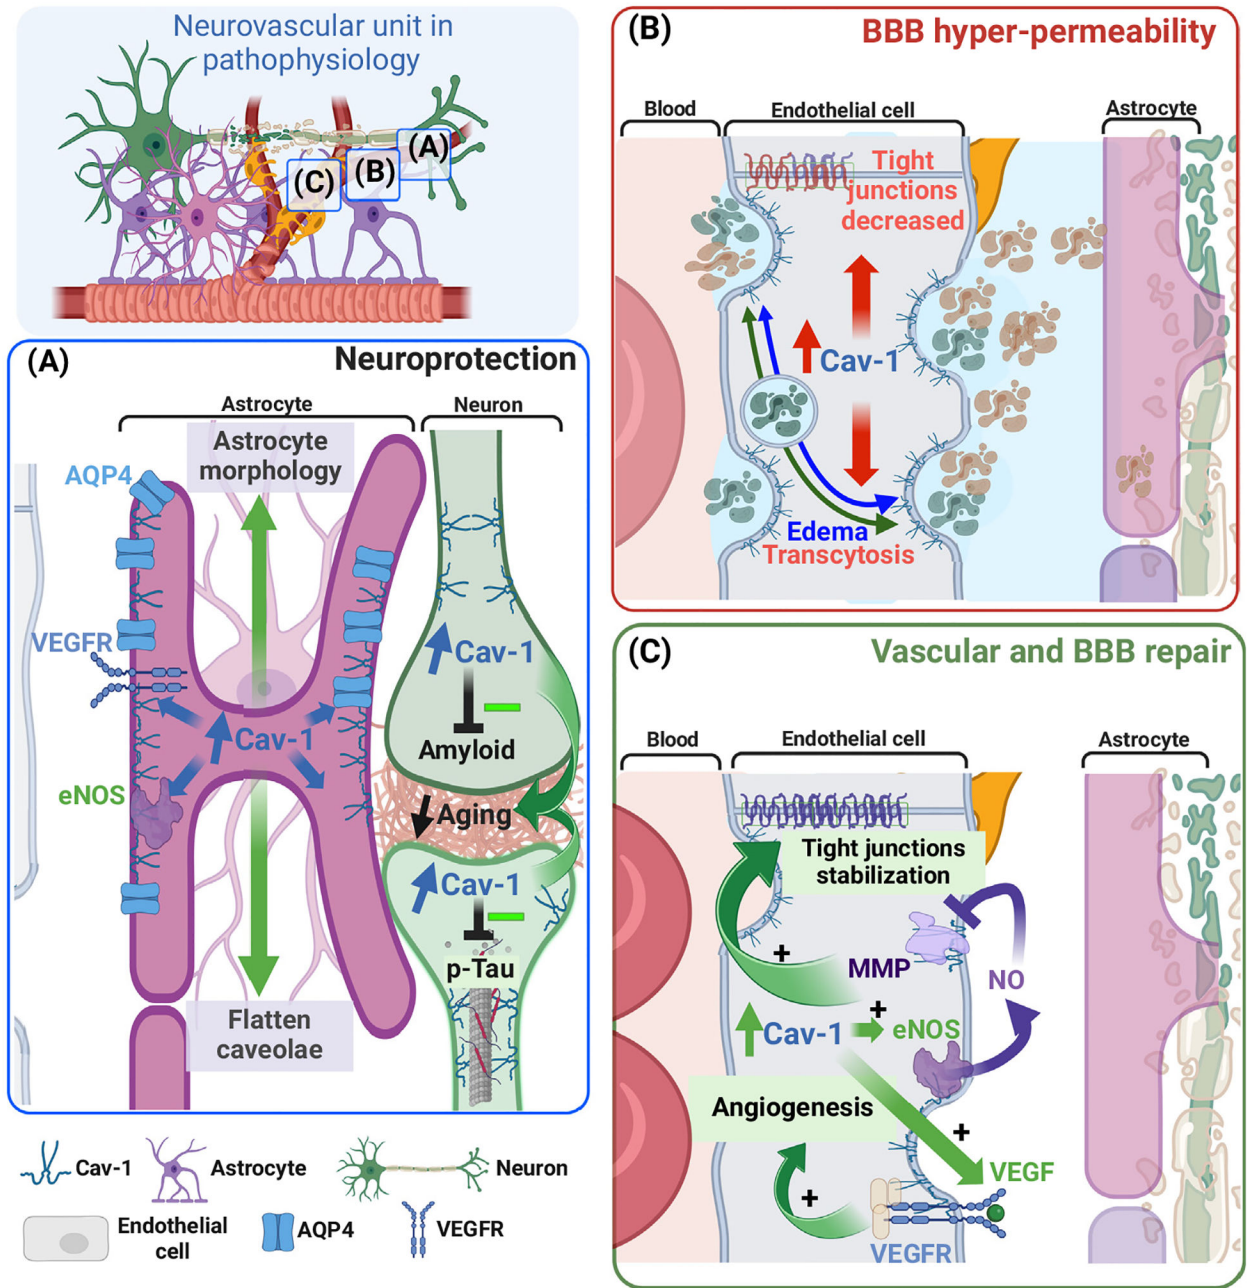 Neurovascular unit in
pathophysiology
(A)
(B)
(C)
(A)
Neuroprotection
Astrocyte
Neuron
Astrocyte
morphology
AQP4
VEGFR
Cav-1
eNOS
Flatten
caveolae
Cav-1
Amyloid
Aging
Cav-1
p-Tau
Cav-1
Astrocyte
Neuron
Endothelial
cell
AQP4
VEGFR
(B)
BBB hyper-permeability
Blood
Endothelial cell
Astrocyte
Tight
junctions
decreased
Cav-1
Edema
Transcytosis
(C)
Vascular and BBB repair
Blood
Endothelial cell
Astrocyte
Tight junctions
stabilization
+
MMP
NO
+
Cav-1
eNOS
Angiogenesis
+
VEGF
+
VEGFR